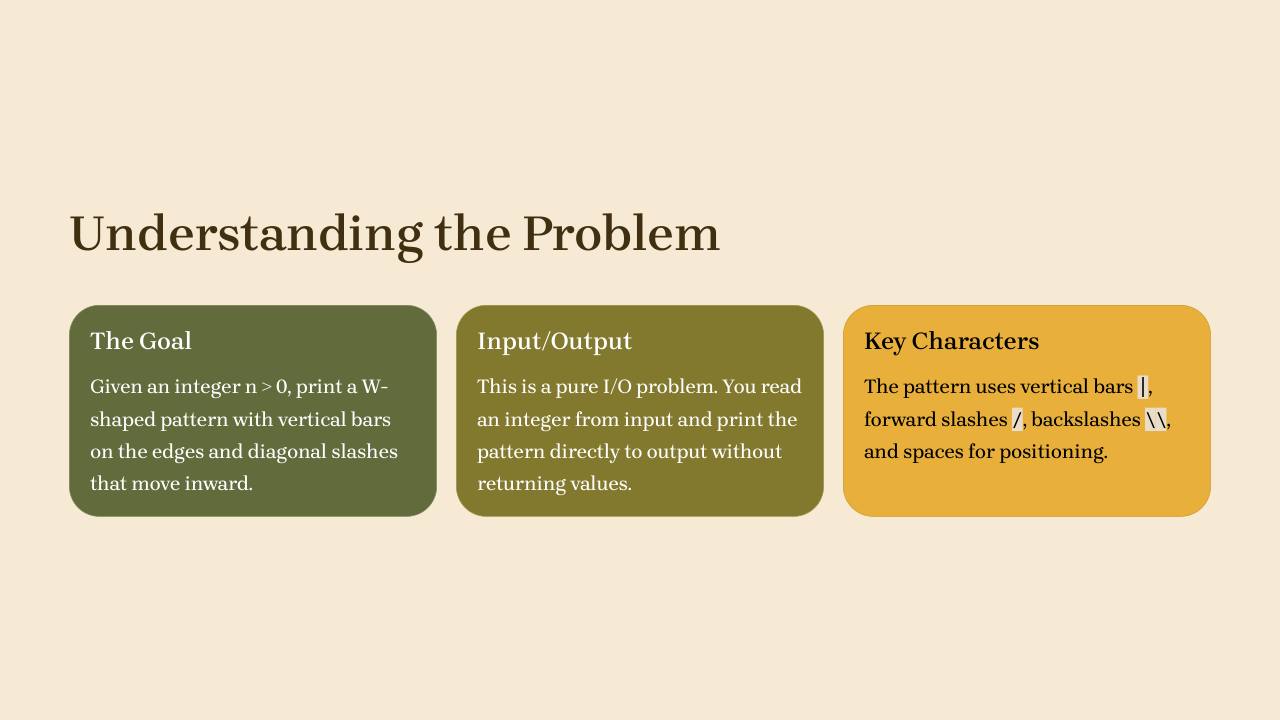 Understanding the Problem
The Goal
Given an integer n > 0, print a W-
shaped pattern with vertical bars
on the edges and diagonal slashes
that move inward.
Input/Output
This is a pure I/O problem. You read
an integer from input and print the
pattern directly to output without
returning values.
Key Characters
The pattern uses vertical bars |,
forward slashes /, backslashes \\,
and spaces for positioning.